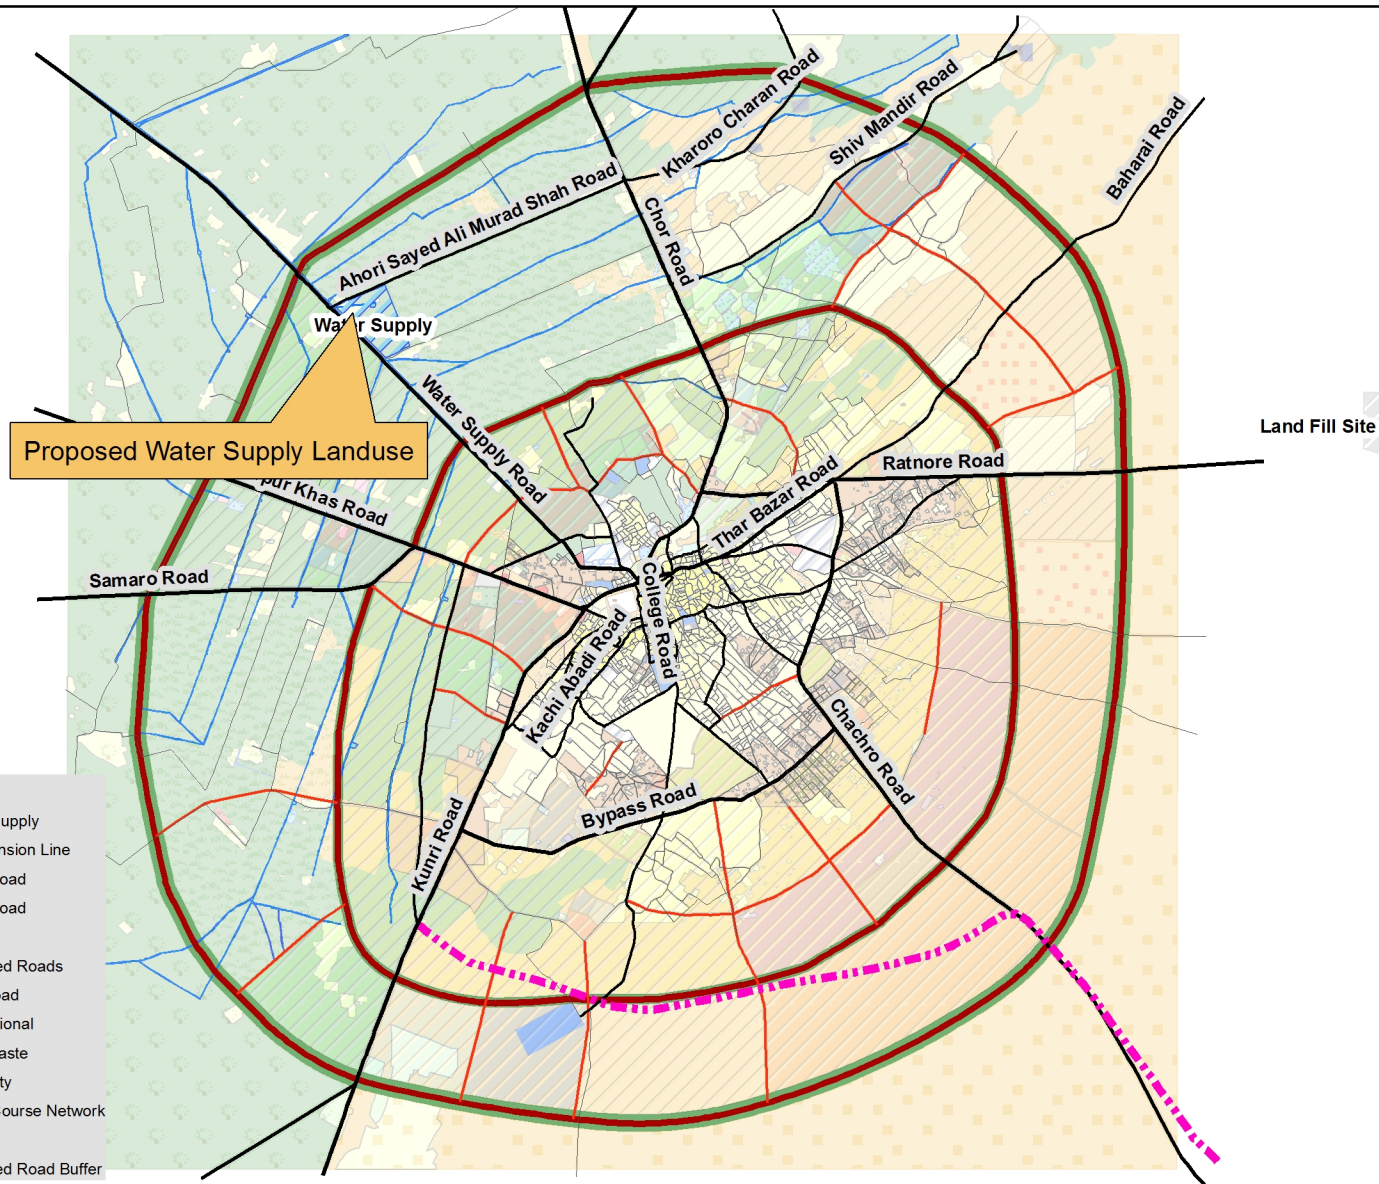 Kharoro Charan Road
Shiv Mandir Road
Baharai Road
Ahori Sayed Ali Murad Shah Road
Chor Road
Water Supply
Water Supply Road
Proposed Water Supply Landuse
Land Fill Site
Ratnore Road
pur Khas Road
Thar Bazar Road
Samaro Road
College Road
Kachi Abadi Road
Chachro Road
Bypass Road
Kunri Road
upply
nsion Line
oad
oad
ed Roads
oad
ional
aste
ty
Course Network
ed Road Buffer